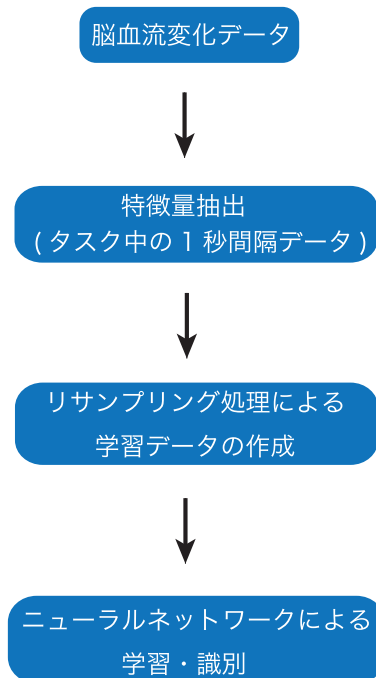 脳血流変化データ
特徴量抽出
( タスク中の 1 秒間隔データ )
リサンプリング処理による
学習データの作成
ニューラルネットワークによる
学習・識別